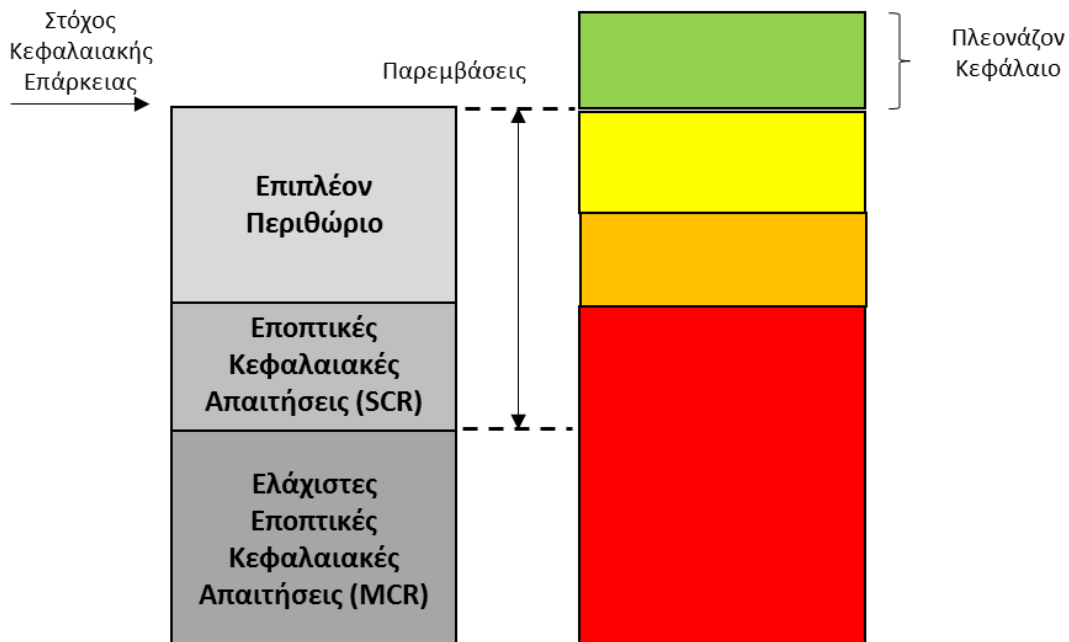 Στόχος
Κεφαλαιακής
Επάρκειας
Παρεμβάσεις
Πλεονάζον
Κεφάλαιο
Επιπλέον
Περιθώριο
Εποπτικές
Κεφαλαιακές
Απαιτήσεις (SCR)
Ελάχιστες
Εποπτικές
Κεφαλαιακές
Απαιτήσεις (MCR)